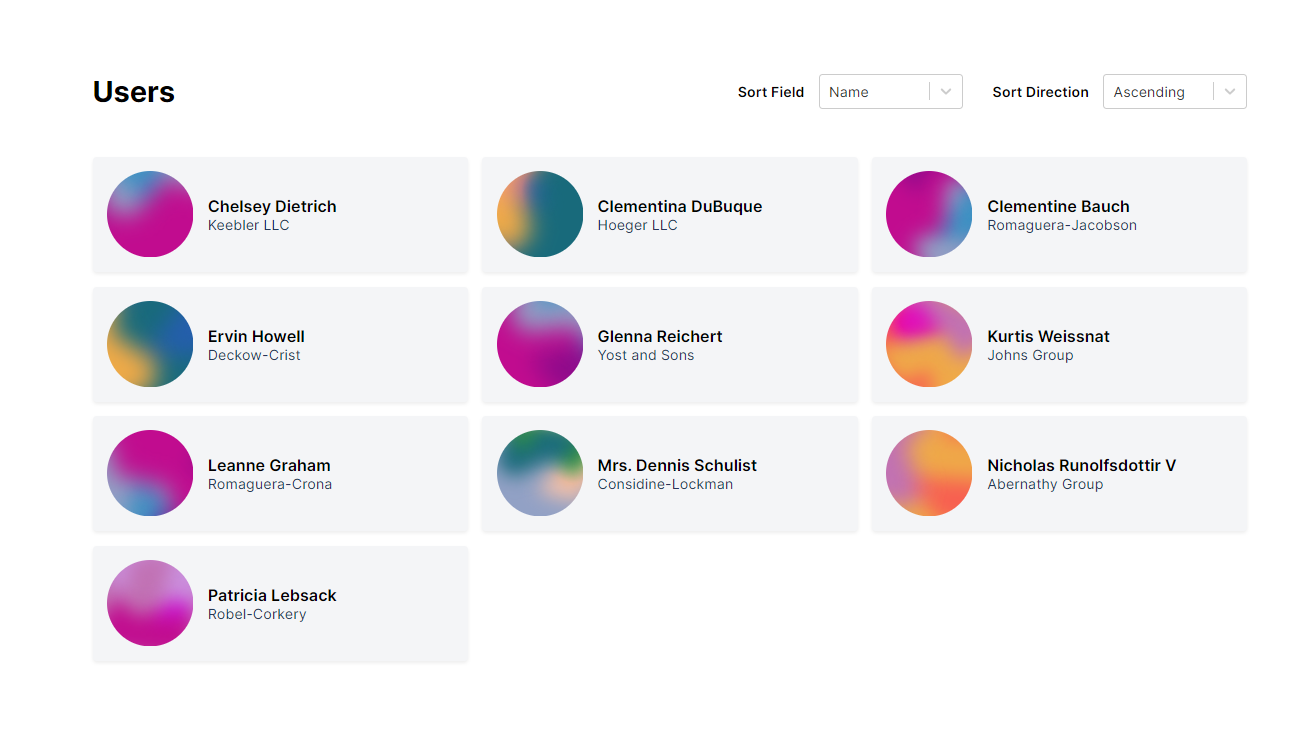 Users
Sort Field
Name
Sort Direction
Ascending
Chelsey Dietrich
Keebler LLC
Clementina DuBuque
Hoeger LLC
Clementine Bauch
Romaguera-Jacobson
Ervin Howell
Deckow-Crist
Glenna Reichert
Yost and Sons
Kurtis Weissnat
Johns Group
Leanne Graham
Romaguera-Crona
Mrs. Dennis Schulist
Considine-Lockman
Nicholas Runolfsdottir V
Abernathy Group
Patricia Lebsack
Robel-Corkery